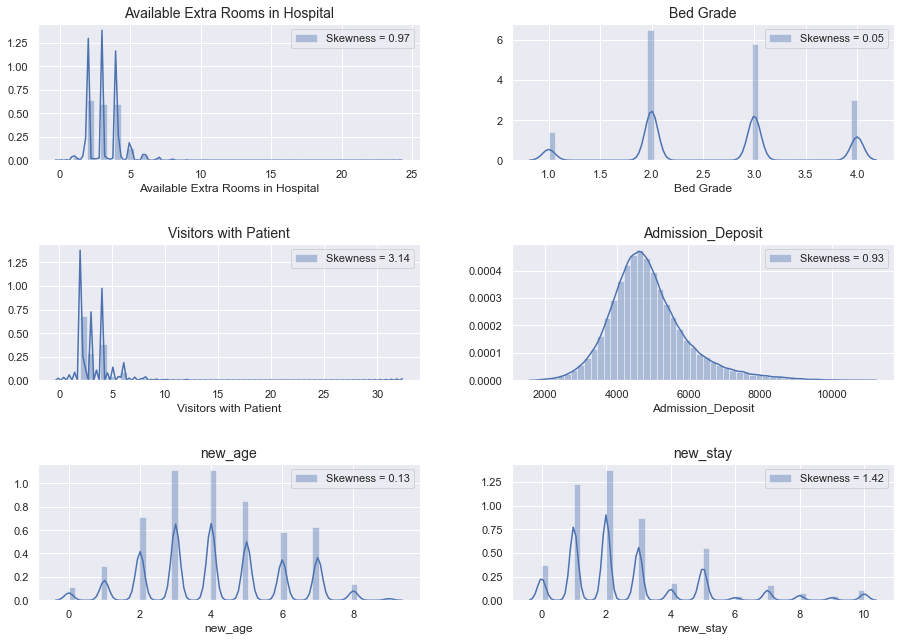 Available Extra Rooms in Hospital
Skewness = 0.97
1.25
1.00
0.75
0.50
0.25
0.00
0 5 10 15 20 25
Available Extra Rooms in Hospital
Bed Grade
Skewness = 0.05
6
4
2
0
1.0 1.5 2.0 2.5 3.0 3.5 4.0
Bed Grade
Visitors with Patient
Skewness = 3.14
1.25
1.00
0.75
0.50
0.25
0.00
0 5 10 15 20 25 30
Visitors with Patient
Admission_Deposit
Skewness = 0.93
0.0004
0.0003
0.0002
0.0001
0.0000
2000 4000 6000 8000 10000
Admission_Deposit
new_age
Skewness = 0.13
1.0
0.8
0.6
0.4
0.2
0.0
0 2 4 6 8
new_age
new_stay
Skewness = 1.42
1.25
1.00
0.75
0.50
0.25
0.00
0 2 4 6 8 10
new_stay